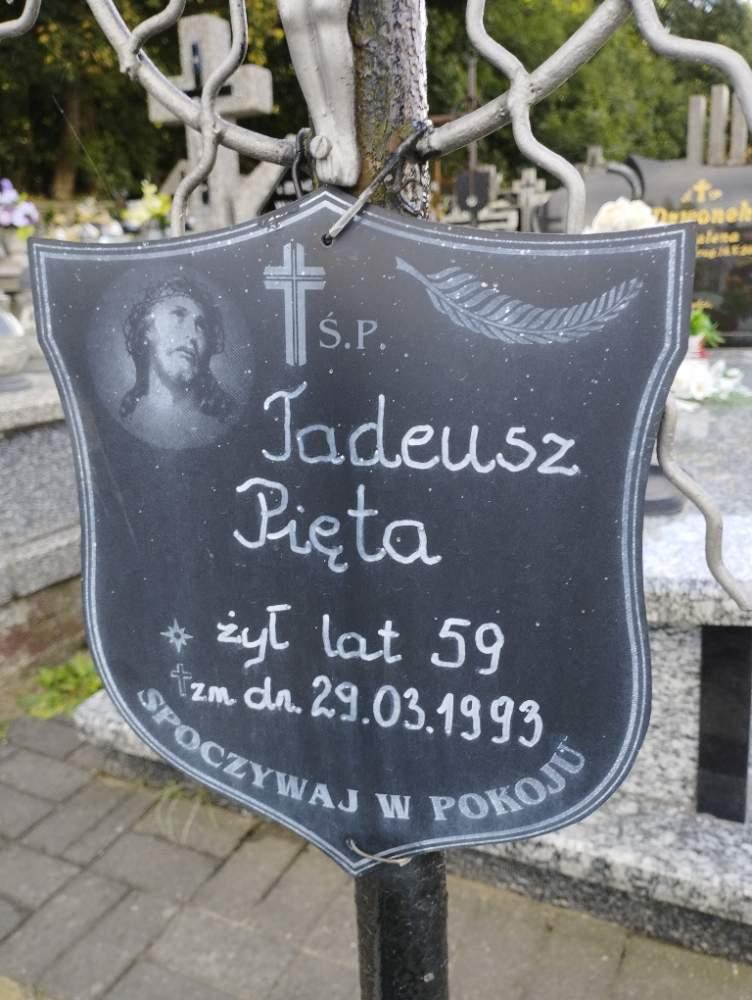 Ś.P.
Tadeusz
Pięta
żył lat 59
zm. dn. 29.03.1993
SPOCZYWAJ W POKOJU